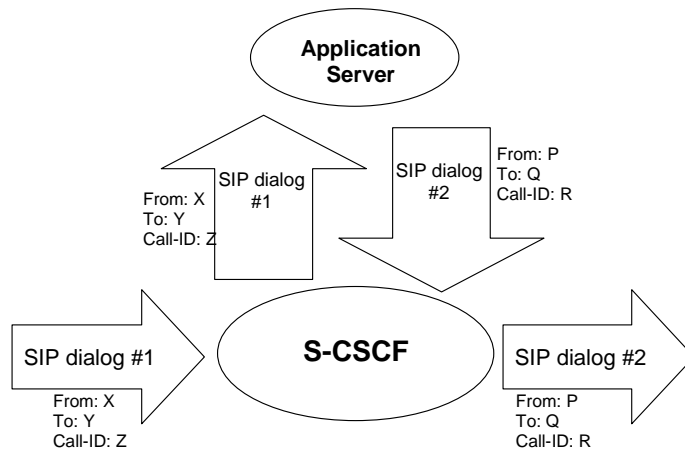 Application
Server
SIP dialog
#1
From: X
To: Y
Call-ID: Z
SIP dialog
#2
From: P
To: Q
Call-ID: R
SIP dialog #1
From: X
To: Y
Call-ID: Z
S-CSCF
SIP dialog #2
From: P
To: Q
Call-ID: R